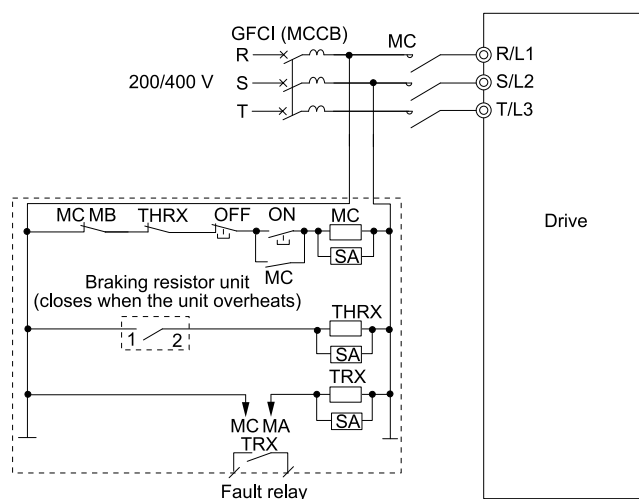 GFCI (MCCB)
MC
R
R/L1
200/400 V
S
S/L2
T
T/L3
Drive
MC MB
THRX
OFF
ON
MC
SA
MC
Braking resistor unit
(closes when the unit overheats)
THRX
1
2
SA
TRX
SA
MC MA
TRX
Fault relay